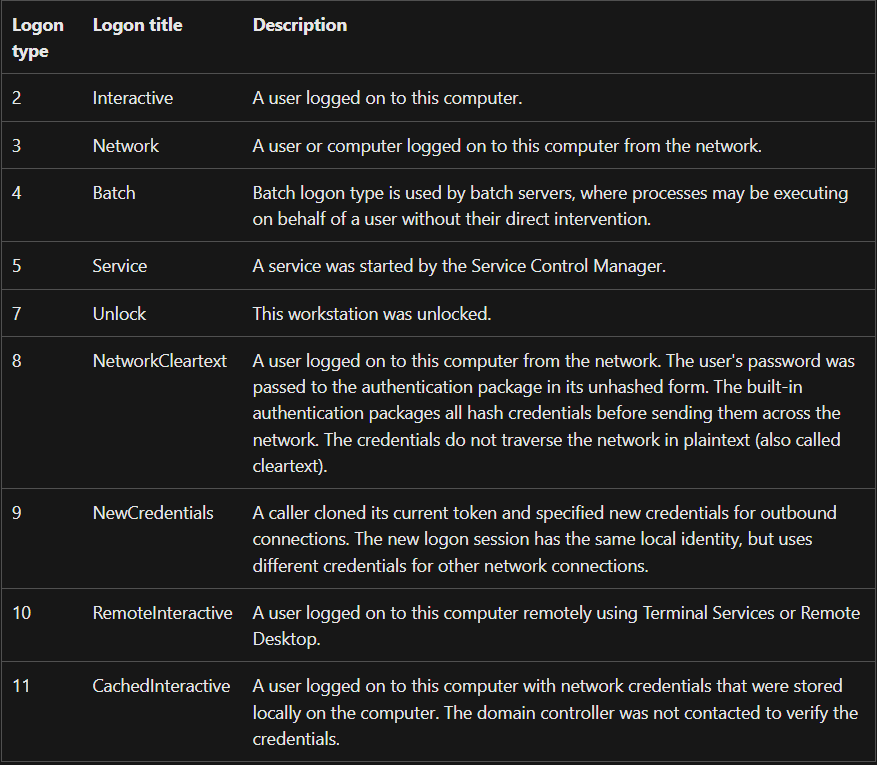 Logon type Logon title Description
2 Interactive A user logged on to this computer.
3 Network A user or computer logged on to this computer from the network.
4 Batch Batch logon type is used by batch servers, where processes may be executing
on behalf of a user without their direct intervention.
5 Service A service was started by the Service Control Manager.
7 Unlock This workstation was unlocked.
8 NetworkCleartext A user logged on to this computer from the network. The user's password was
passed to the authentication package in its unhashed form. The built-in
authentication packages all hash credentials before sending them across the
network. The credentials do not traverse the network in plaintext (also called
cleartext).
9 NewCredentials A caller cloned its current token and specified new credentials for outbound
connections. The new logon session has the same local identity, but uses
different credentials for other network connections.
10 RemoteInteractive A user logged on to this computer remotely using Terminal Services or Remote
Desktop.
11 CachedInteractive A user logged on to this computer with network credentials that were stored
locally on the computer. The domain controller was not contacted to verify the
credentials.